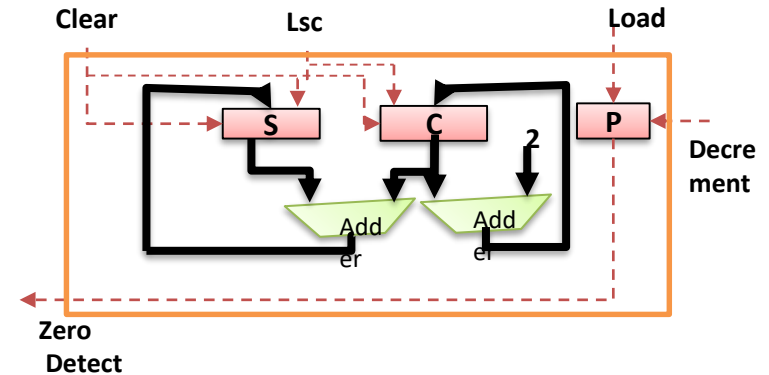 Clear
Lsc
Load
S
C
P
2
Decre
ment
Add
er
Add
er
Zero
Detect